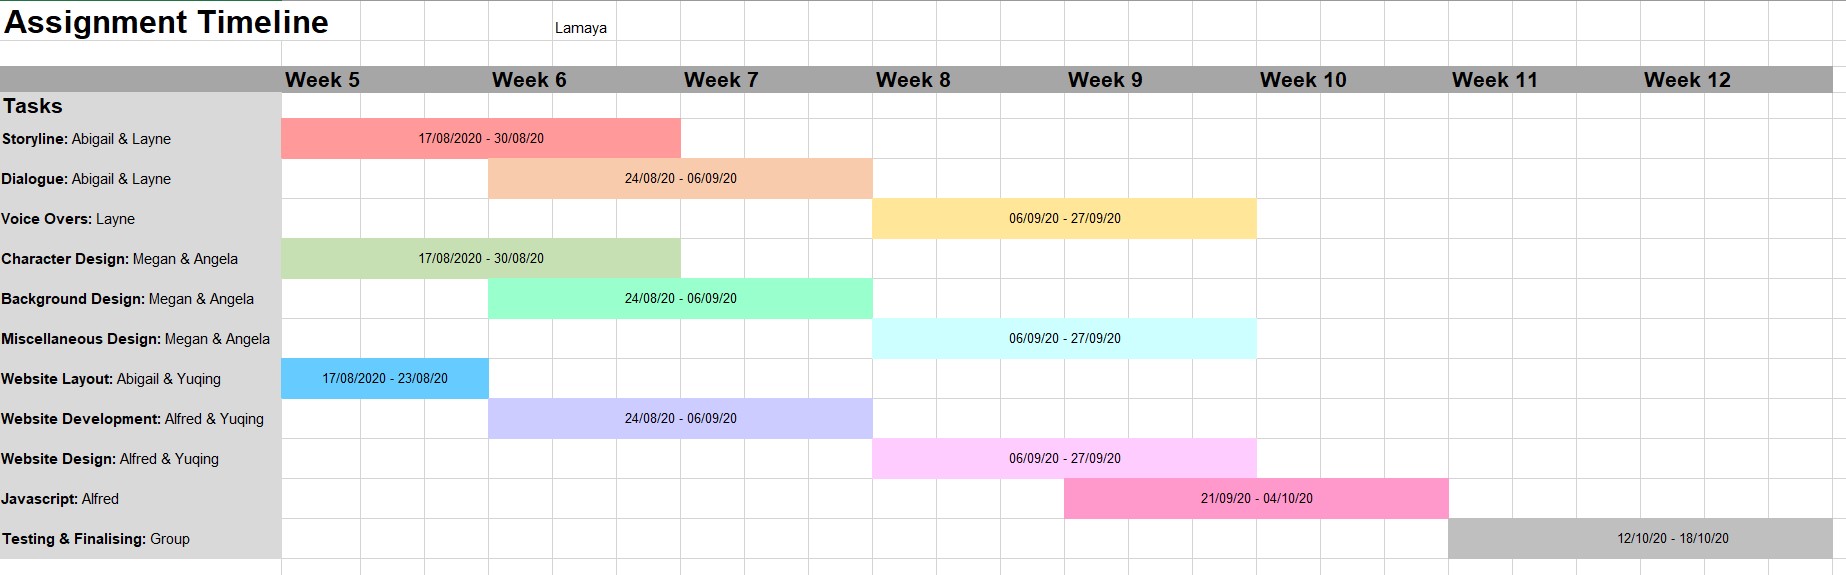 Assignment Timeline
Lamaya
Week 5 Week 6 Week 7 Week 8 Week 9 Week 10 Week 11 Week 12
Tasks
Storyline: Abigail & Layne 17/08/2020 - 30/08/20
Dialogue: Abigail & Layne 24/08/20 - 06/09/20
Voice Overs: Layne 06/09/20 - 27/09/20
Character Design: Megan & Angela 17/08/2020 - 30/08/20
Background Design: Megan & Angela 24/08/20 - 06/09/20
Miscellaneous Design: Megan & Angela 06/09/20 - 27/09/20
Website Layout: Abigail & Yuqing 17/08/2020 - 23/08/20
Website Development: Alfred & Yuqing 24/08/20 - 06/09/20
Website Design: Alfred & Yuqing 06/09/20 - 27/09/20
Javascript: Alfred 21/09/20 - 04/10/20
Testing & Finalising: Group 12/10/20 - 18/10/20